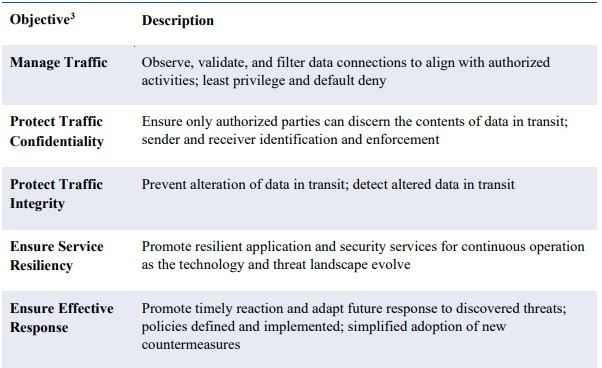 Objective³ Description
Manage Traffic Observe, validate, and filter data connections to align with authorized
activities; least privilege and default deny
Protect Traffic Ensure only authorized parties can discern the contents of data in transit;
Confidentiality sender and receiver identification and enforcement
Protect Traffic Prevent alteration of data in transit; detect altered data in transit
Integrity
Ensure Service Promote resilient application and security services for continuous operation
Resiliency as the technology and threat landscape evolve
Ensure Effective Promote timely reaction and adapt future response to discovered threats;
Response policies defined and implemented; simplified adoption of new
countermeasures